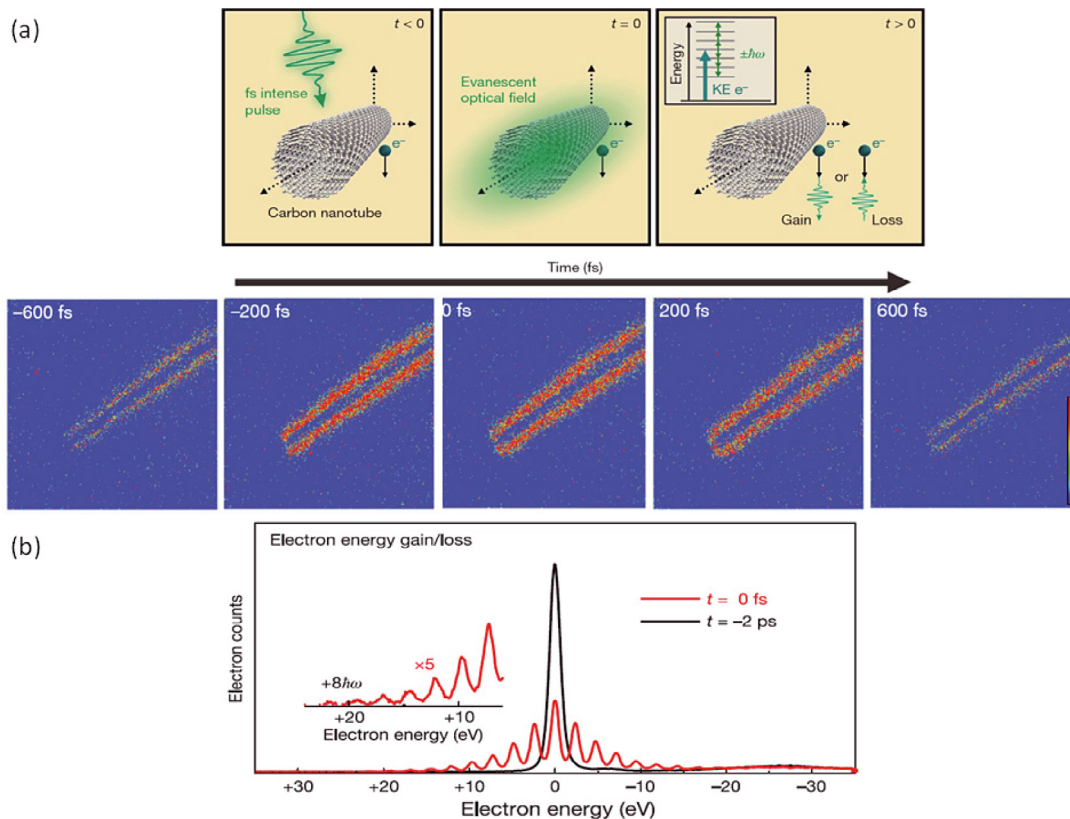 (a)
t < 0
fs intense
pulse
e⁻
Carbon nanotube
t = 0
Evanescent
optical field
e⁻
t > 0
Energy
±ħω
KE e⁻
e⁻
e⁻
or
Gain
Loss
Time (fs)
−600 fs
−200 fs
0 fs
200 fs
600 fs
(b)
Electron energy gain/loss
Electron counts
t = 0 fs
t = −2 ps
×5
+8ħω
+20
+10
Electron energy (eV)
+30
+20
+10
0
−10
−20
−30
Electron energy (eV)